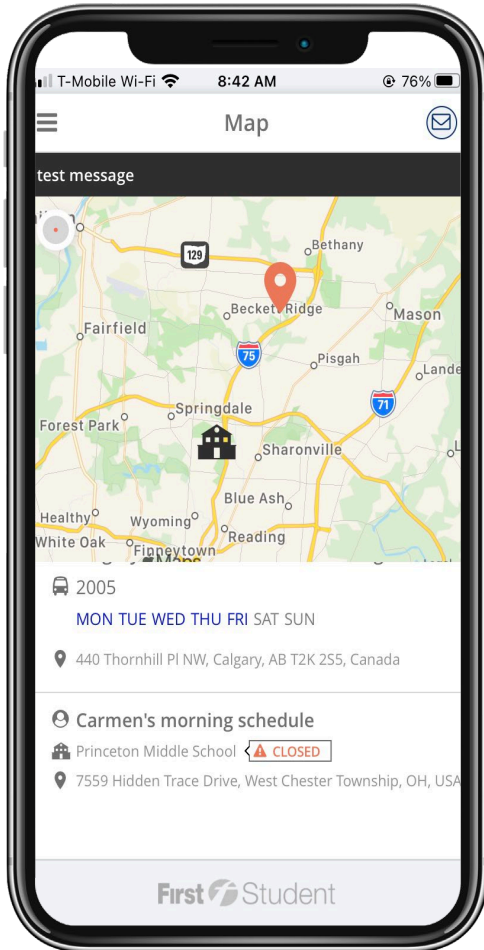 T-Mobile Wi-Fi 8:42 AM 76%
Map
test message
129
Bethany
Beckett Ridge
Mason
Fairfield
75
Pisgah
71
Springdale
Forest Park
Sharonville
Blue Ash
Healthy
Wyoming
Reading
White Oak
Finneytown
Maps
2005
MON TUE WED THU FRI SAT SUN
440 Thornhill Pl NW, Calgary, AB T2K 2S5, Canada
Carmen's morning schedule
Princeton Middle School CLOSED
7559 Hidden Trace Drive, West Chester Township, OH, USA
First Student